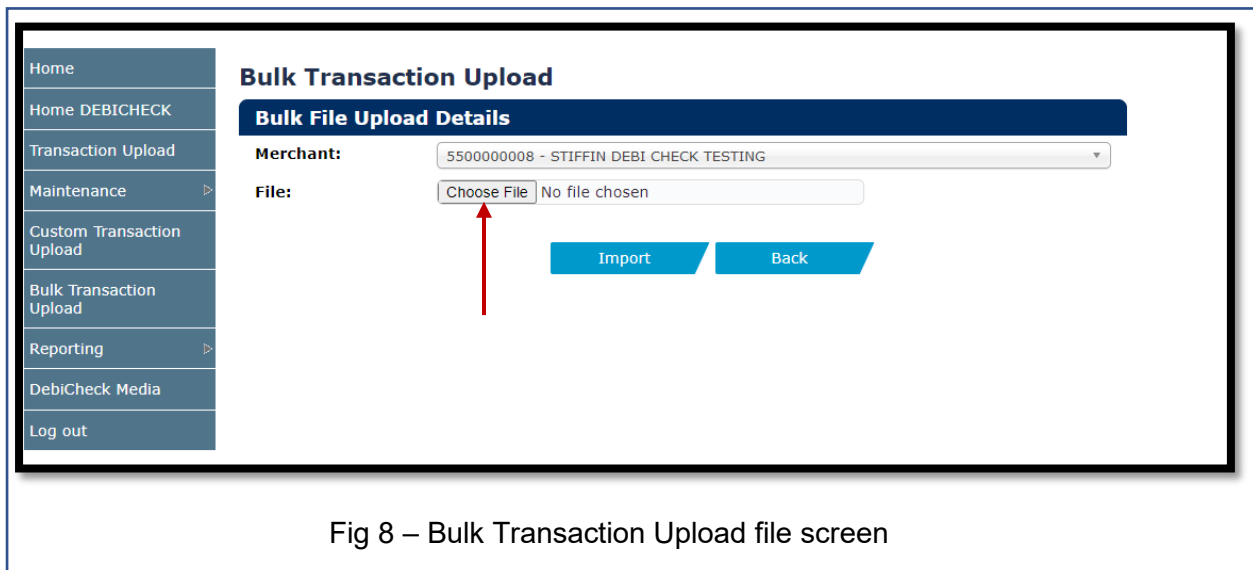 Home
Home DEBICHECK
Transaction Upload
Maintenance
Custom Transaction
Upload
Bulk Transaction
Upload
Reporting
DebiCheck Media
Log out
Bulk Transaction Upload
Bulk File Upload Details
Merchant: 5500000008 - STIFFIN DEBI CHECK TESTING
File: Choose File No file chosen
Import Back
Fig 8 – Bulk Transaction Upload file screen